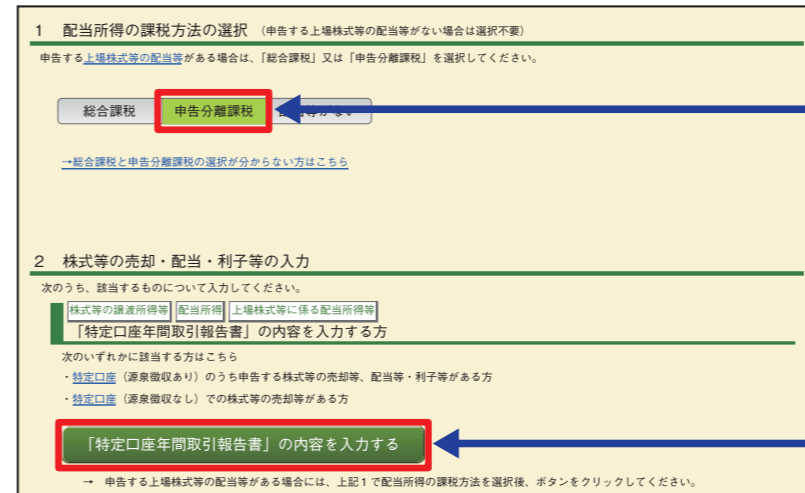 1 配当所得の課税方法の選択 （申告する上場株式等の配当等がない場合は選択不要）
申告する上場株式等の配当等がある場合は、「総合課税」又は「申告分離課税」を選択してください。
総合課税 申告分離課税
→総合課税と申告分離課税の選択が分からない方はこちら
2 株式等の売却・配当・利子等の入力
次のうち、該当するものについて入力してください。
株式等の譲渡所得等 配当所得 上場株式等に係る配当所得等
「特定口座年間取引報告書」の内容を入力する方
次のいずれかに該当する方はこちら
・特定口座（源泉徴収あり）のうち申告する株式等の売却等、配当等・利子等がある方
・特定口座（源泉徴収なし）での株式等の売却等がある方
「特定口座年間取引報告書」の内容を入力する
→ 申告する上場株式等の配当等がある場合には、上記1で配当所得の課税方法を選択後、ボタンをクリックしてください。